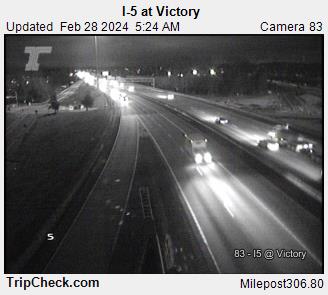 I-5 at Victory
Updated  Feb 28 2024  5:24 AM
Camera 83
T
S
83 - I5 @ Victory
TripCheck.com
Milepost306.80